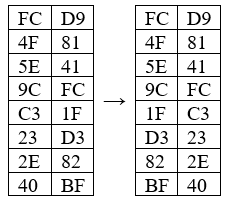 FC D9 FC D9
4F 81 4F 81
5E 41 5E 41
9C FC 9C FC
C3 1F → 1F C3
23 D3 D3 23
2E 82 82 2E
40 BF BF 40